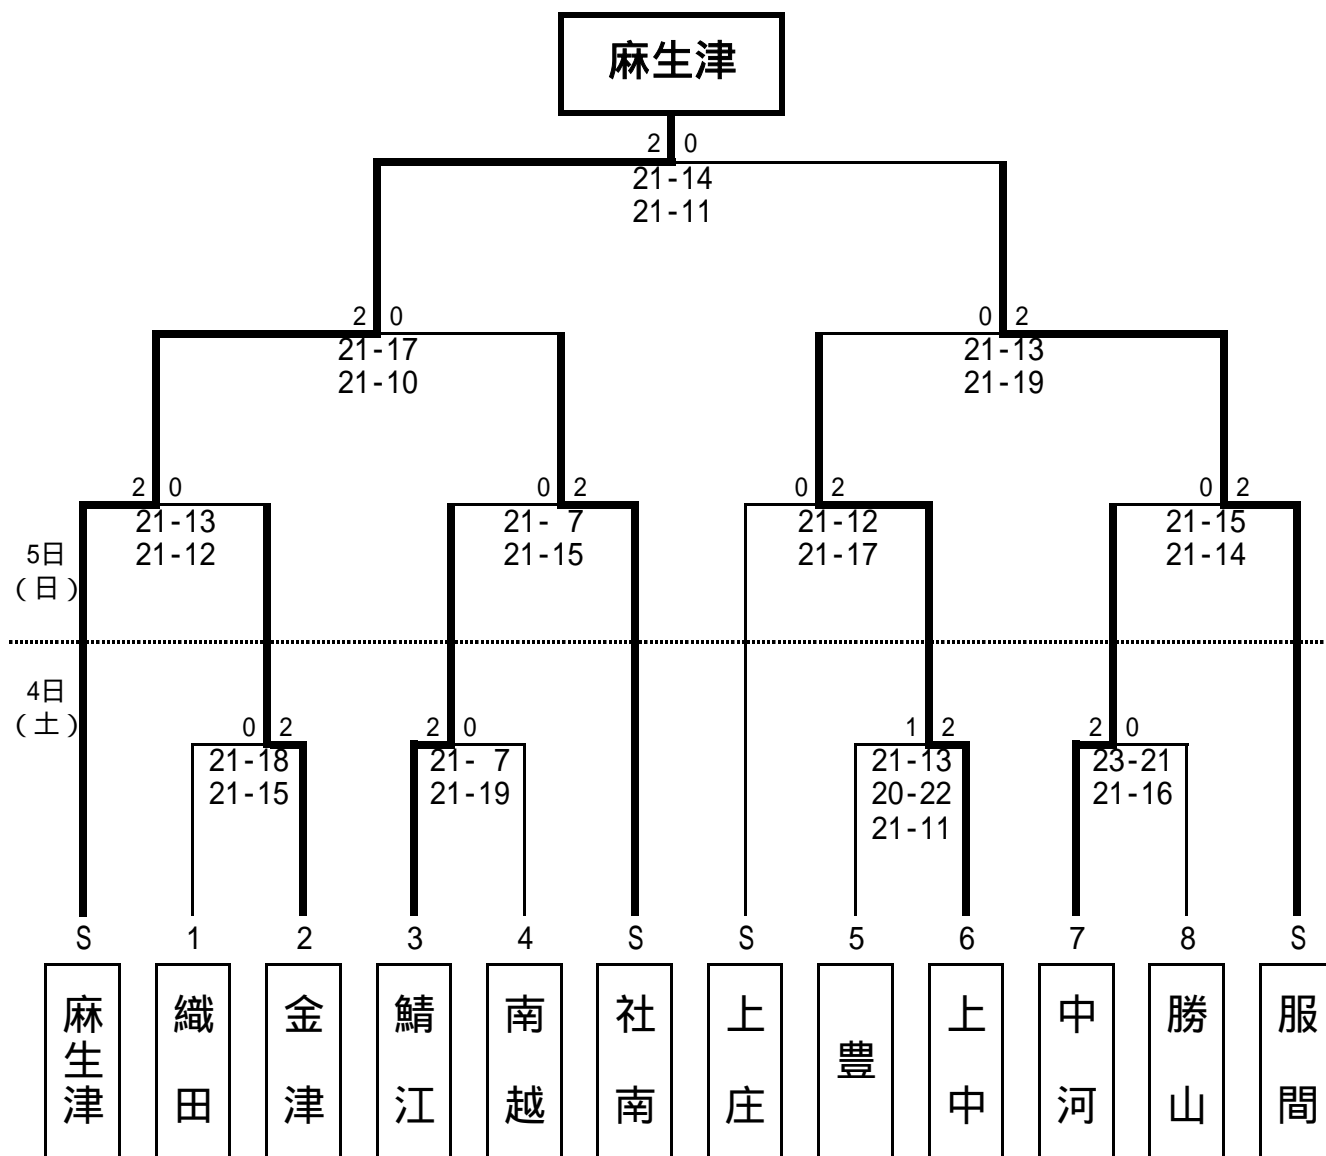 麻生津
2 0
21-14
21-11
2 0
0 2
21-17
21-13
21-10
21-19
2 0
0 2
0 2
0 2
21-13
21- 7
21-12
21-15
21-12
21-15
21-17
21-14
5日
（日）
4日
（土）
0 2
2 0
1 2
2 0
21-18
21- 7
21-13
23-21
21-15
21-19
20-22
21-16
21-11
S 1 2 3 4 S S 5 6 7 8 S
麻生津
織田
金津
鯖江
南越
社南
上庄
豊
上中
中河
勝山
服間